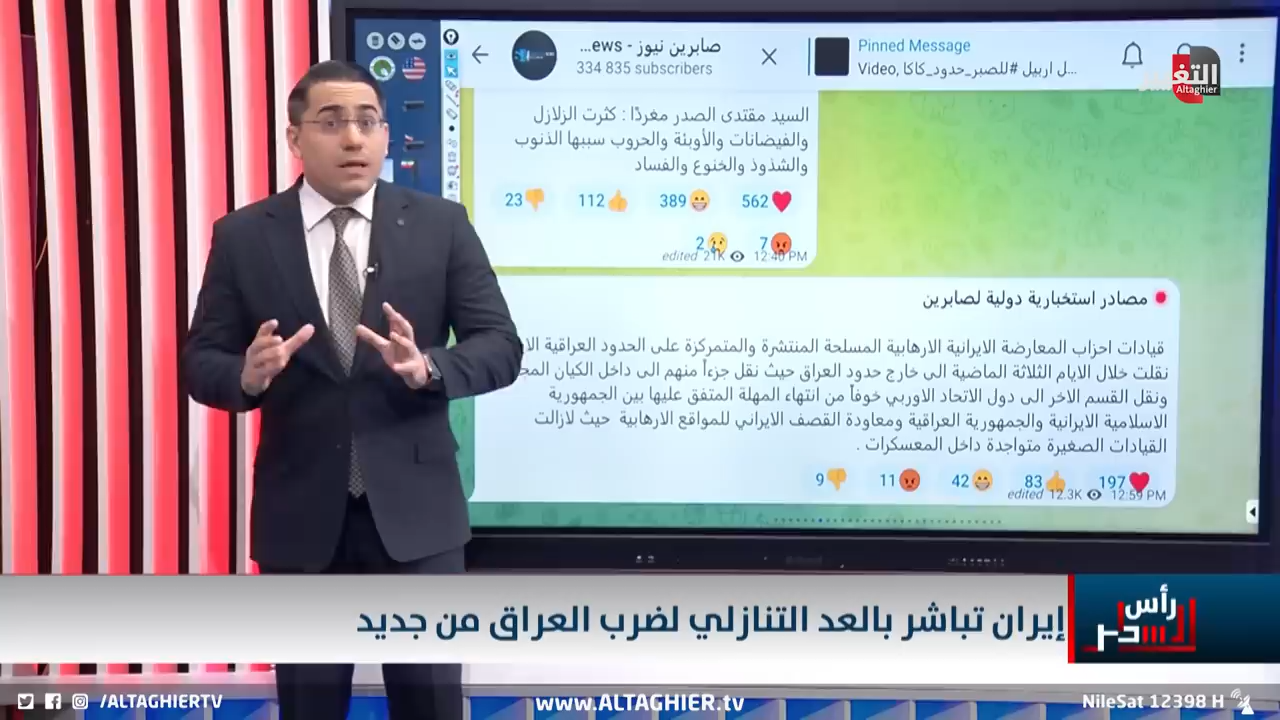 صابرين نيوز - ews...
334 835 subscribers
Pinned Message
Video, ل اربيل #للصبر_حدود_كاكا...
التغ
Altaghier
السيد مقتدى الصدر مغردًا : كثرت الزلازل
والفيضانات والأوبئة والحروب سببها الذنوب
والشذوذ والخنوع والفساد
23 112 389 562
2 7
edited 21K 12:40 PM
مصادر استخبارية دولية لصابرين
قيادات احزاب المعارضة الايرانية الارهابية المسلحة المنتشرة والمتمركزة على الحدود العراقية
نقلت خلال الايام الثلاثة الماضية الى خارج حدود العراق حيث نقل جزءاً منهم الى داخل الكيان
ونقل القسم الاخر الى دول الاتحاد الاوربي خوفاً من انتهاء المهلة المتفق عليها بين الجمهورية
الاسلامية الايرانية والجمهورية العراقية ومعاودة القصف الايراني للمواقع الارهابية حيث لازالت
القيادات الصغيرة متواجدة داخل المعسكرات .
9 11 42 83 197
edited 12.3K 12:59 PM
إيران تباشر بالعد التنازلي لضرب العراق من جديد
رأس
السطر
/ALTAGHIERTV
www.ALTAGHIER.tv
NileSat 12398 H